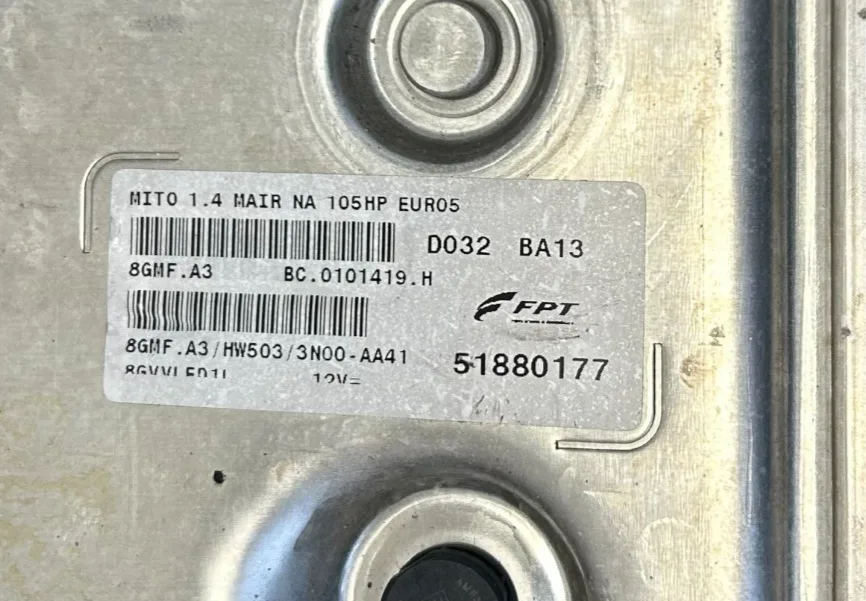 MITO 1.4 MAIR NA 105HP EURO5
D032 BA13
8GMF.A3 BC.0101419.H
FPT
8GMF.A3/HW503/3N00-AA41
51880177
12V=